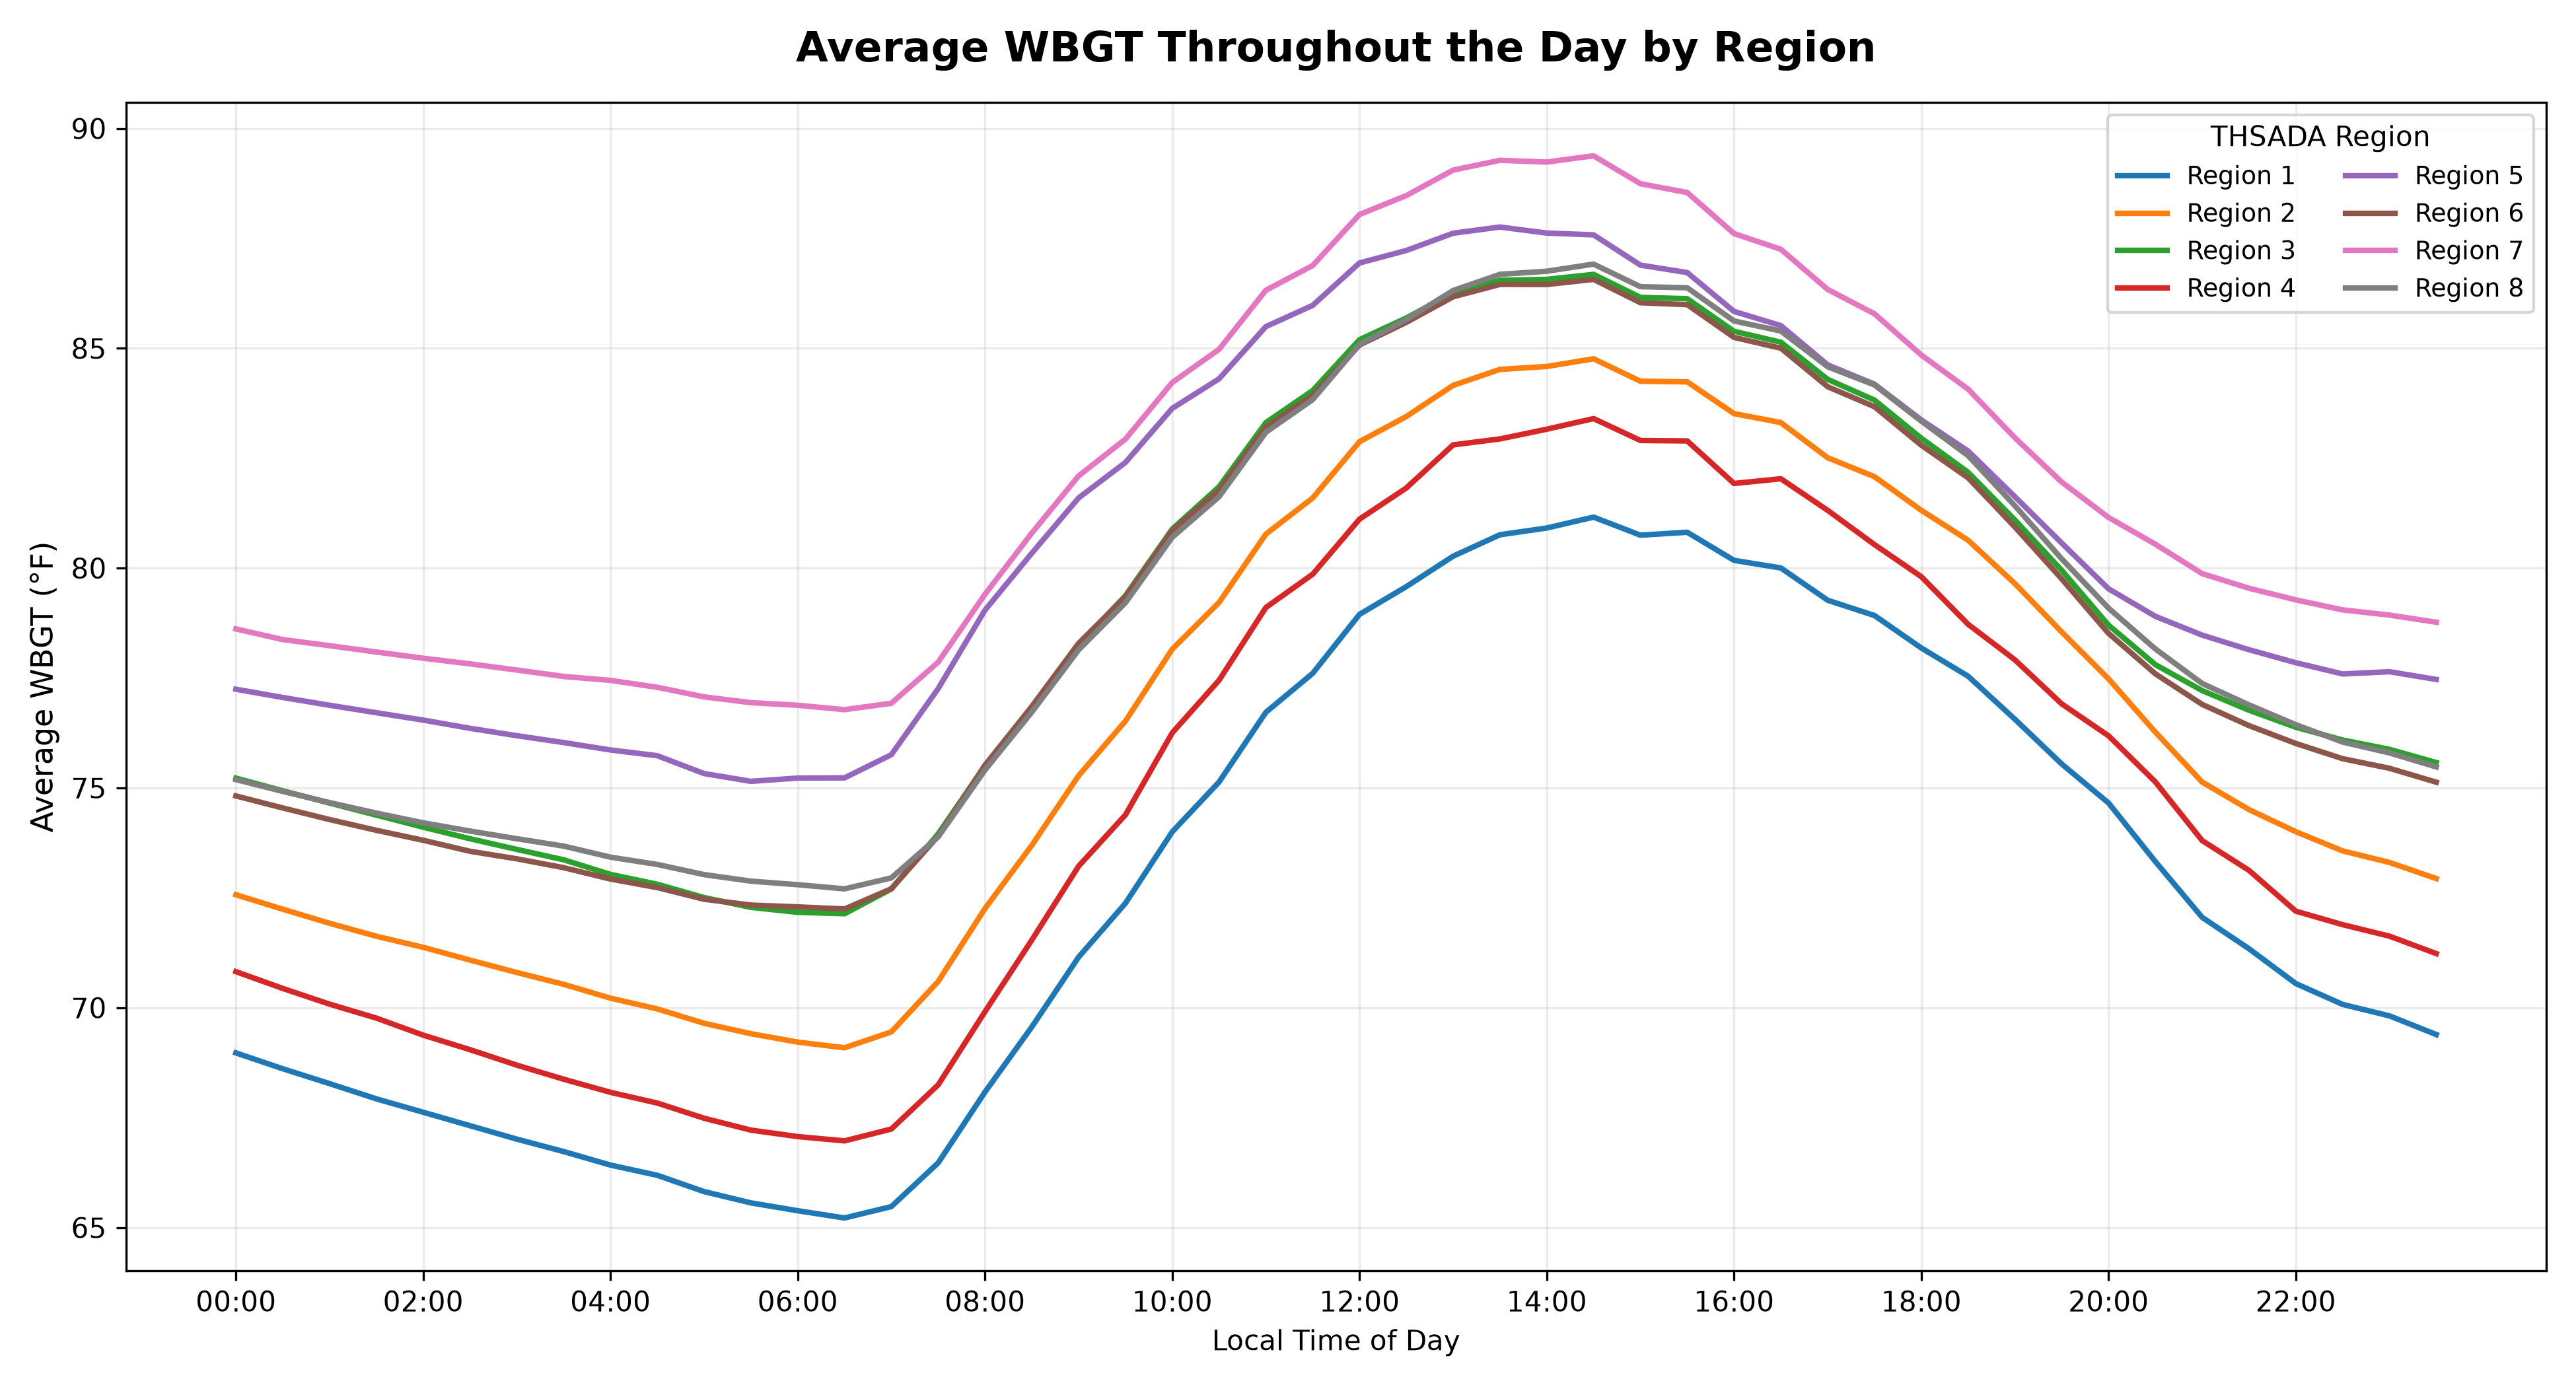 Average WBGT Throughout the Day by Region
THSADA Region
Region 1
Region 2
Region 3
Region 4
Region 5
Region 6
Region 7
Region 8
Average WBGT (°F)
90
85
80
75
70
65
00:00 02:00 04:00 06:00 08:00 10:00 12:00 14:00 16:00 18:00 20:00 22:00
Local Time of Day